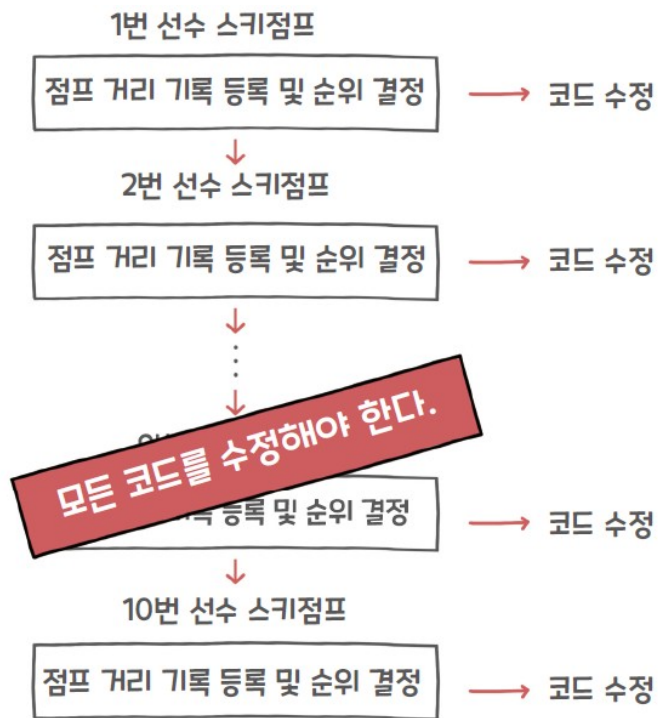 1번 선수 스키점프
점프 거리 기록 등록 및 순위 결정 → 코드 수정
2번 선수 스키점프
점프 거리 기록 등록 및 순위 결정 → 코드 수정
⋮
모든 코드를 수정해야 한다.
등록 및 순위 결정 → 코드 수정
10번 선수 스키점프
점프 거리 기록 등록 및 순위 결정 → 코드 수정